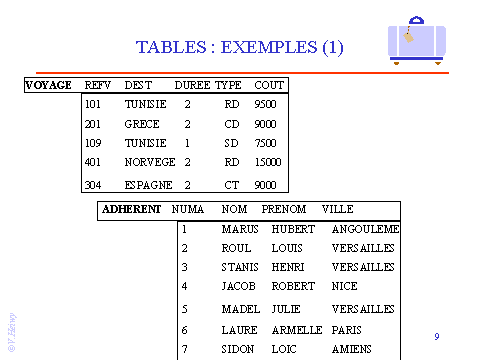 TABLES : EXEMPLES (1)
VOYAGE REFV DEST DUREE TYPE COUT
101 TUNISIE 2 RD 9500
201 GRECE 2 CD 9000
109 TUNISIE 1 SD 7500
401 NORVEGE 2 RD 15000
304 ESPAGNE 2 CT 9000
ADHERENT NUMA NOM PRENOM VILLE
1 MARUS HUBERT ANGOULEME
2 ROUL LOUIS VERSAILLES
3 STANIS HENRI VERSAILLES
4 JACOB ROBERT NICE
5 MADEL JULIE VERSAILLES
6 LAURE ARMELLE PARIS
7 SIDON LOIC AMIENS
9